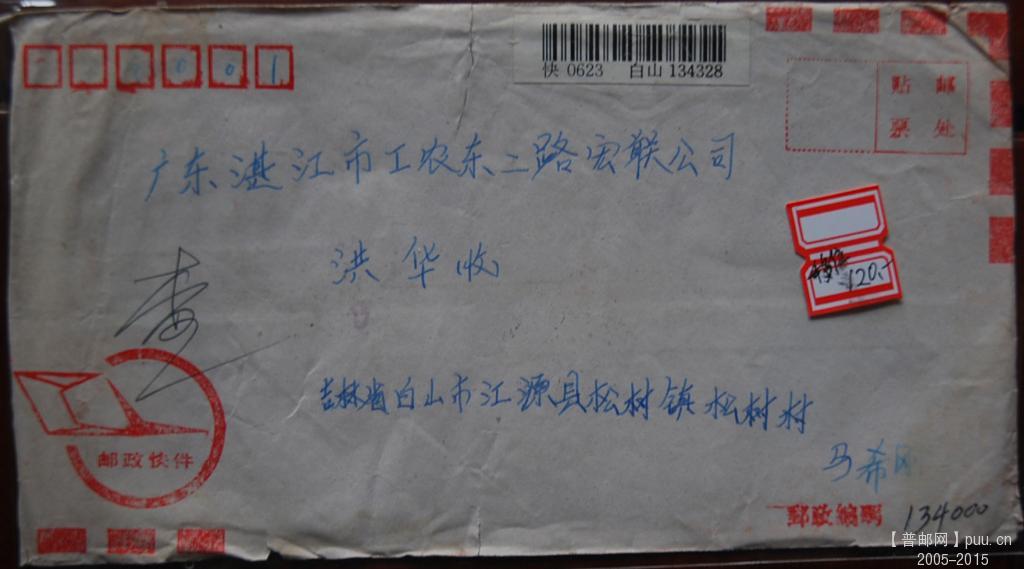 快 0623 白山 134328
001
贴邮
票处
广东湛江市工农东二路宏联公司
洪华收
120.-
吉林省白山市江源县松树镇松树村
邮政快件
马希
邮政编码 134000
【普邮网】puu.cn
2005-2015